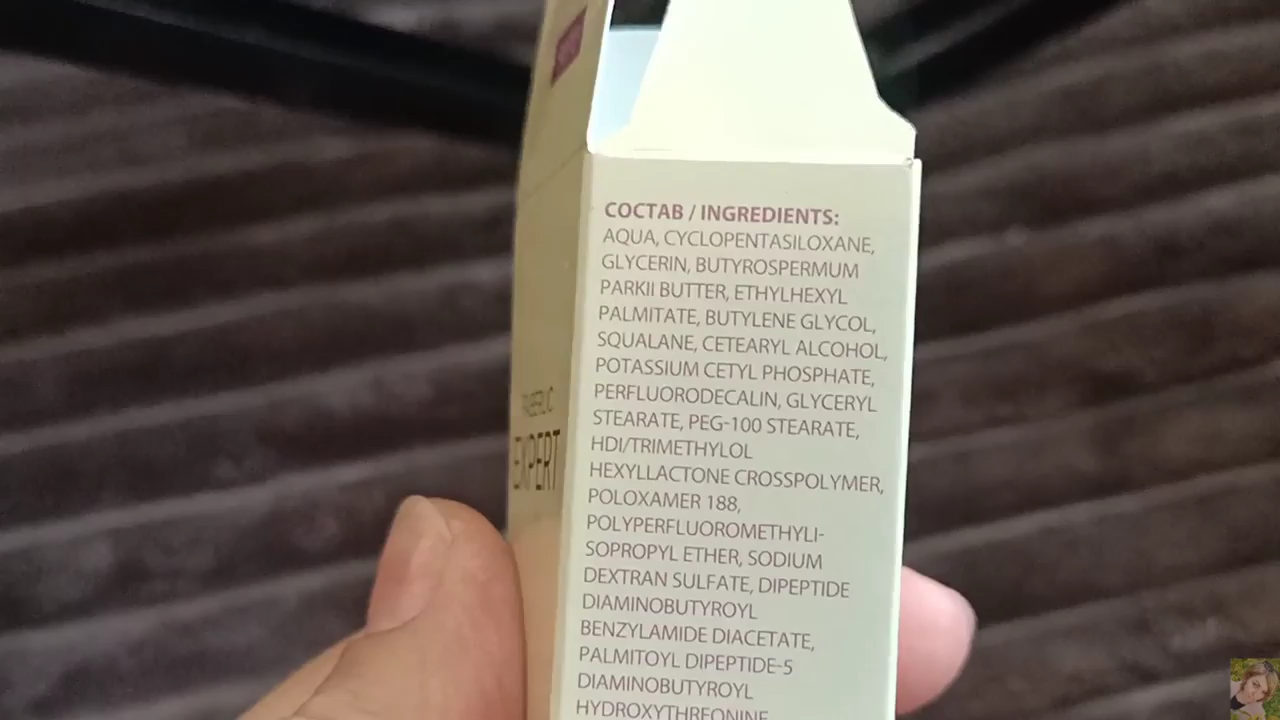 СОСТАВ / INGREDIENTS:
AQUA, CYCLOPENTASILOXANE,
GLYCERIN, BUTYROSPERMUM
PARKII BUTTER, ETHYLHEXYL
PALMITATE, BUTYLENE GLYCOL,
SQUALANE, CETEARYL ALCOHOL,
POTASSIUM CETYL PHOSPHATE,
PERFLUORODECALIN, GLYCERYL
STEARATE, PEG-100 STEARATE,
HDI/TRIMETHYLOL
HEXYLLACTONE CROSSPOLYMER,
POLOXAMER 188,
POLYPERFLUOROMETHYLI-
SOPROPYL ETHER, SODIUM
DEXTRAN SULFATE, DIPEPTIDE
DIAMINOBUTYROYL
BENZYLAMIDE DIACETATE,
PALMITOYL DIPEPTIDE-5
DIAMINOBUTYROYL
HYDROXYTHREONINE
EXPERT